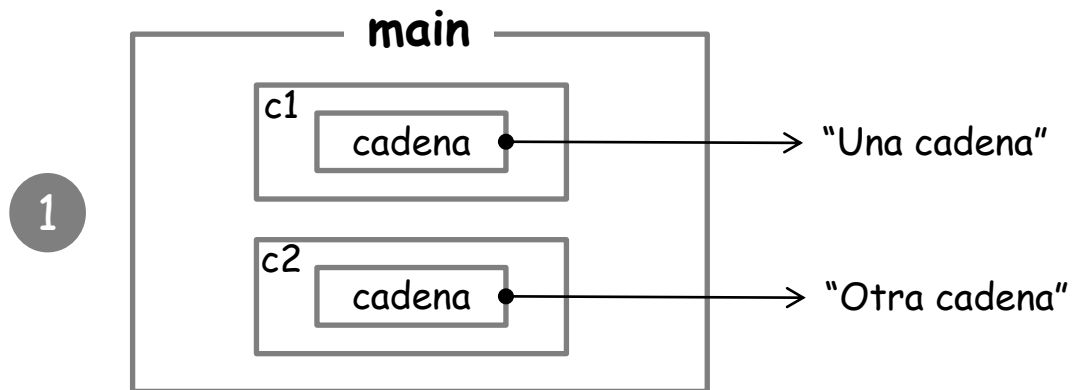 main
c1
cadena
“Una cadena”
1
c2
cadena
“Otra cadena”